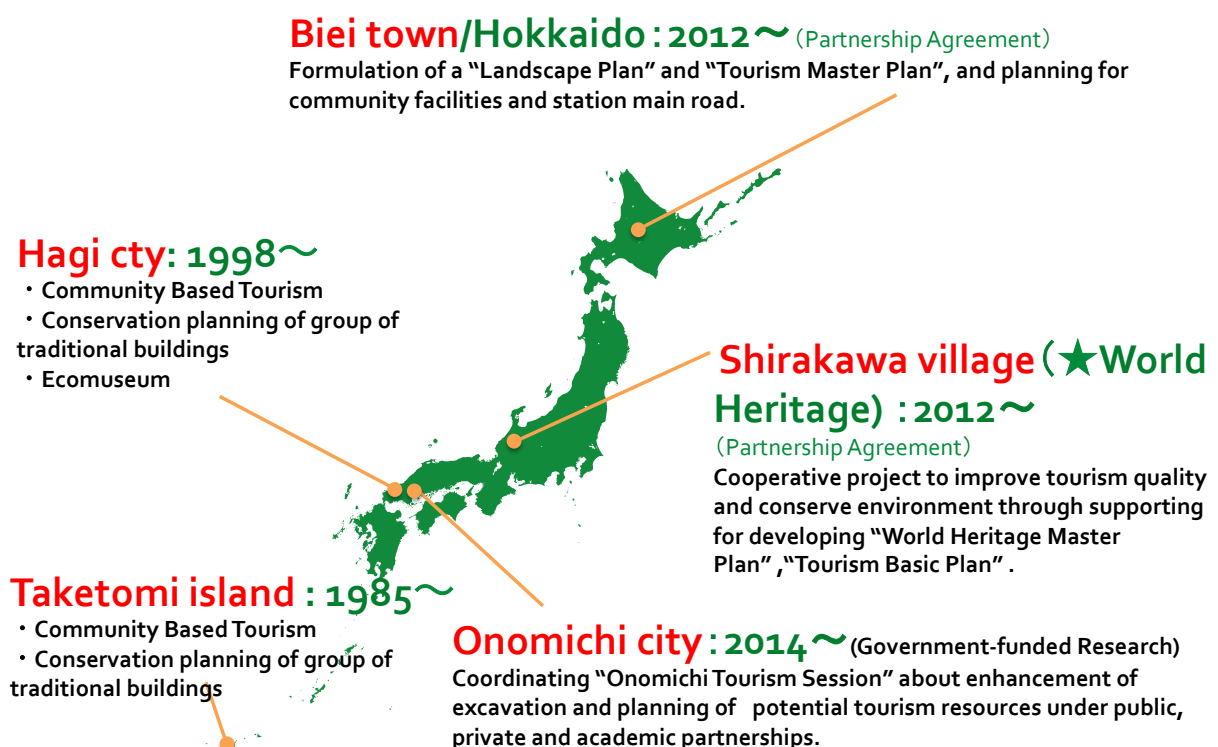 Biei town/Hokkaido：2012～（Partnership Agreement）
Formulation of a “Landscape Plan” and “Tourism Master Plan”, and planning for
community facilities and station main road.
Hagi cty: 1998～
・Community Based Tourism
・Conservation planning of group of
traditional buildings
・Ecomuseum
Shirakawa village（★World
Heritage）：2012～
（Partnership Agreement）
Cooperative project to improve tourism quality
and conserve environment through supporting
for developing “World Heritage Master
Plan” ,“Tourism Basic Plan” .
Taketomi island : 1985～
・Community Based Tourism
・Conservation planning of group of
traditional buildings
Onomichi city：2014～(Government-funded Research)
Coordinating “Onomichi Tourism Session” about enhancement of
excavation and planning of potential tourism resources under public,
private and academic partnerships.